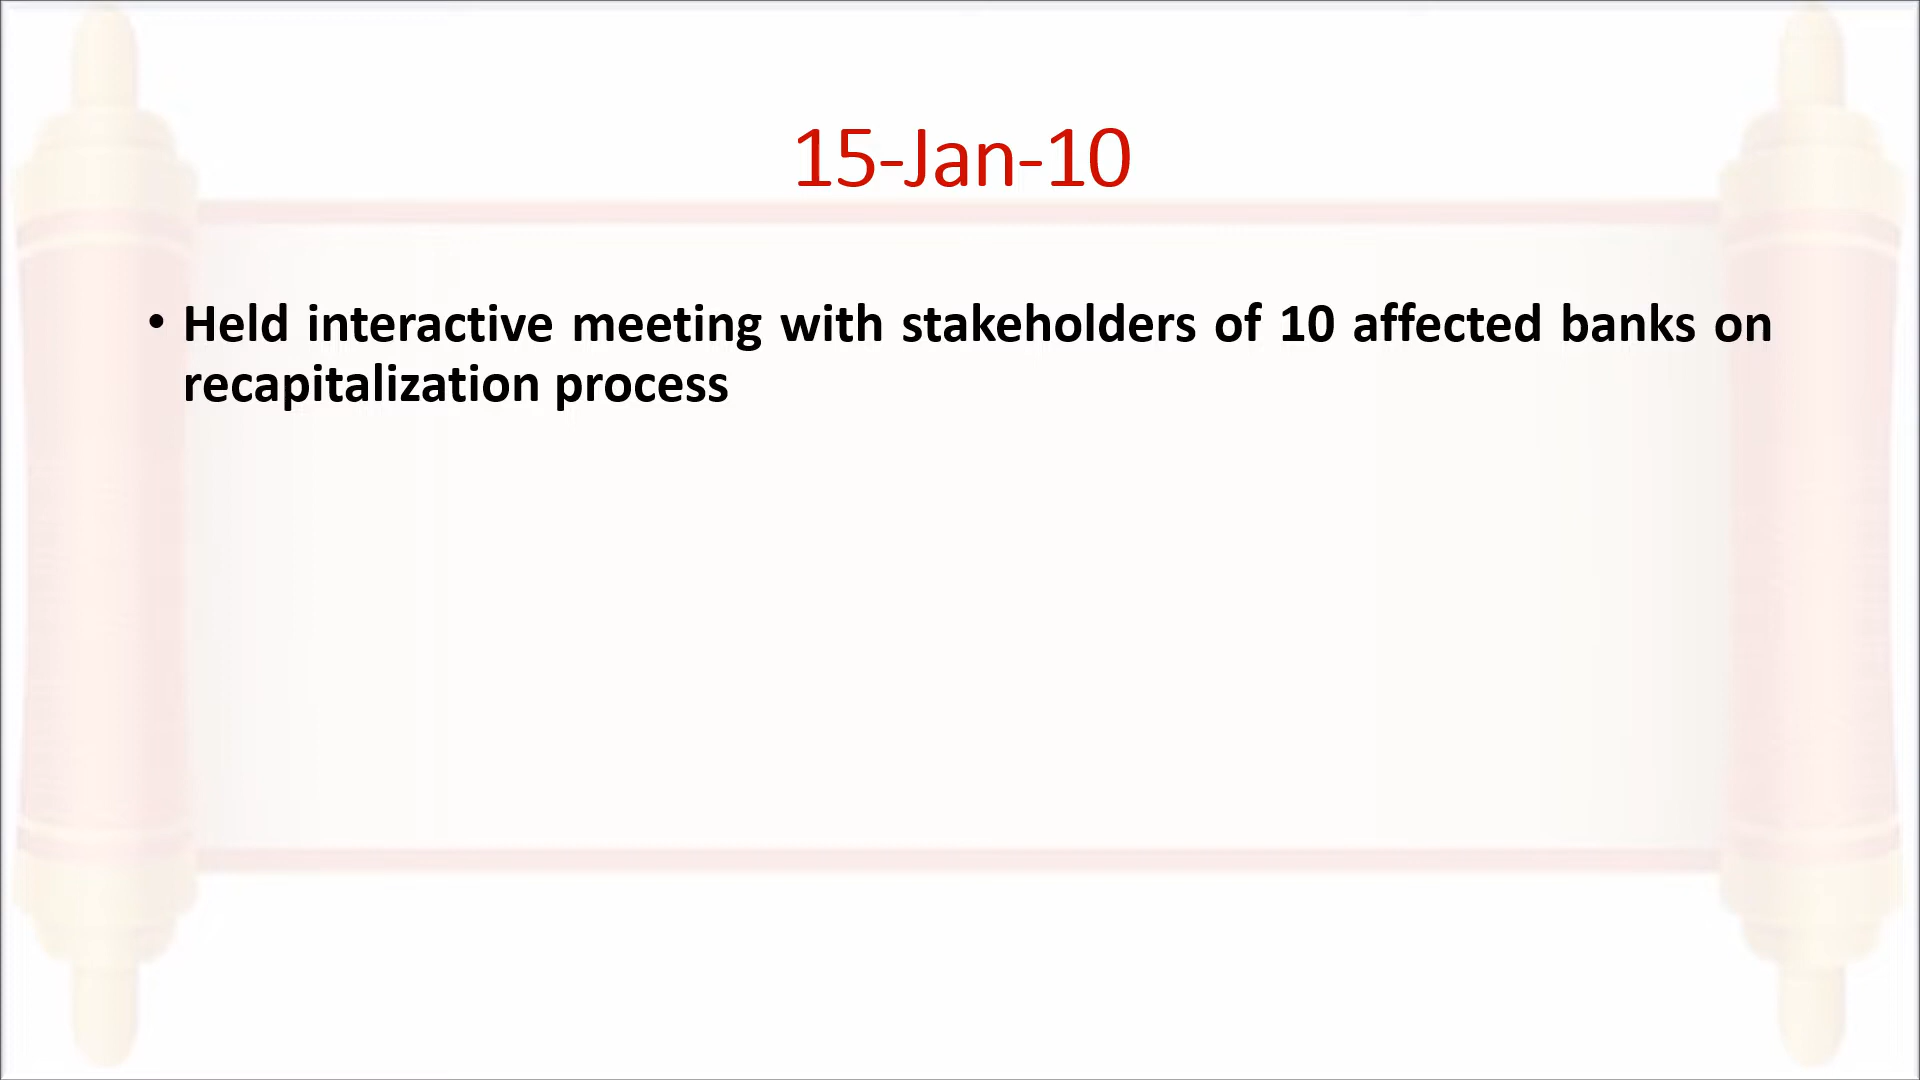 15-Jan-10
• Held interactive meeting with stakeholders of 10 affected banks on
recapitalization process